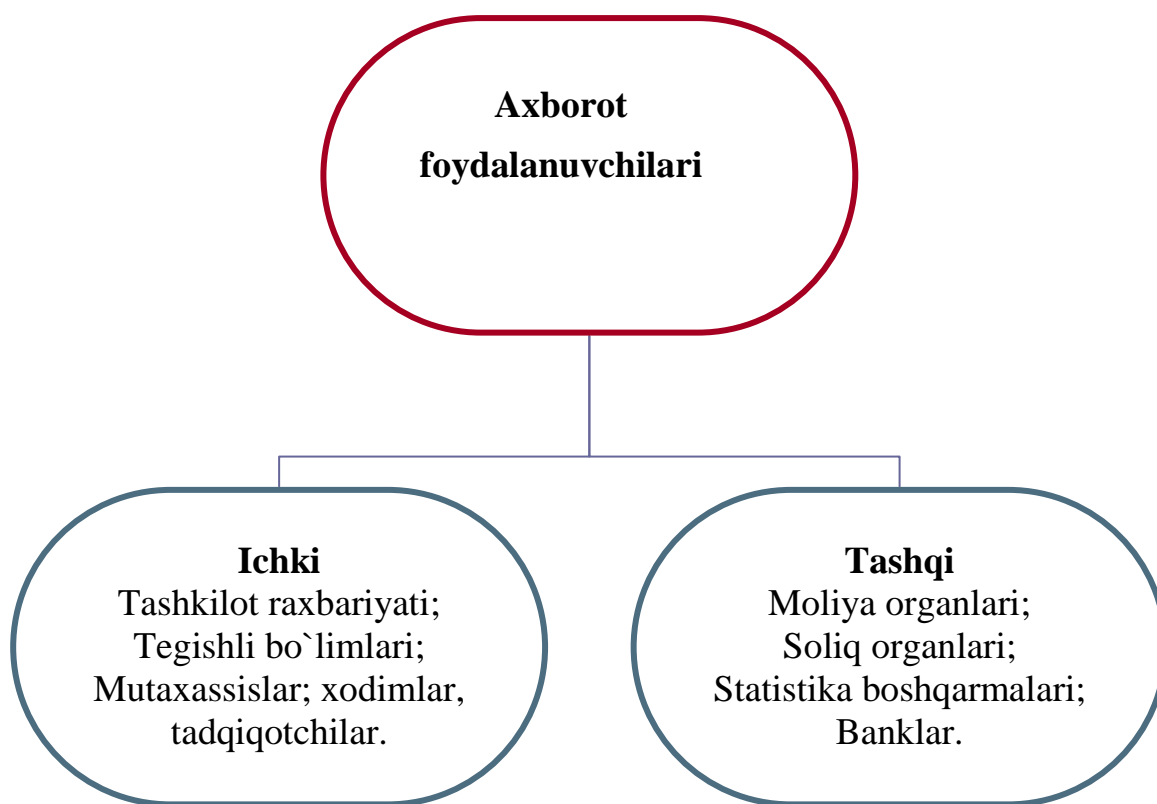 Axborot
foydalanuvchilari
Ichki
Tashkilot raxbariyati;
Tegishli bo`limlari;
Mutaxassislar; xodimlar,
tadqiqotchilar.
Tashqi
Moliya organlari;
Soliq organlari;
Statistika boshqarmalari;
Banklar.